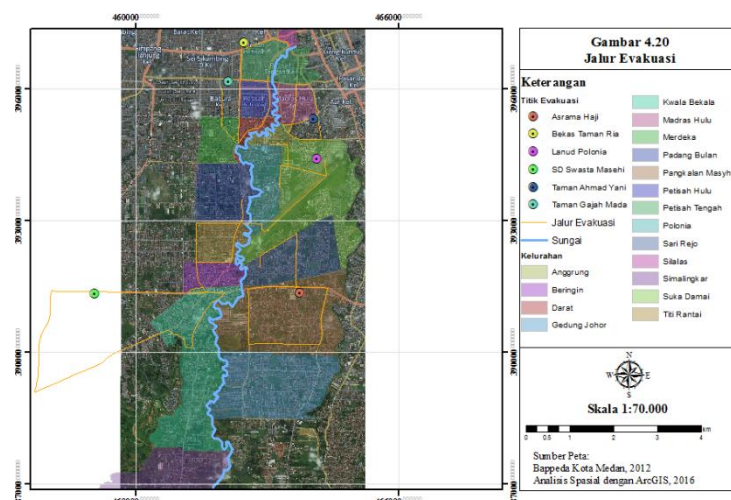 460000
466000
396000
393000
390000
Gambar 4.20
Jalur Evakuasi
Keterangan
Titik Evakuasi
Asrama Haji
Bekas Taman Ria
Lanud Polonia
SD Swasta Masehi
Taman Ahmad Yani
Taman Gajah Mada
Jalur Evakuasi
Sungai
Kelurahan
Anggrung
Beringin
Darat
Gedung Johor
Kwala Bekala
Madras Hulu
Merdeka
Padang Bulan
Pangkalan Masyh
Petisah Hulu
Petisah Tengah
Polonia
Sari Rejo
Silalas
Simalingkar
Suka Damai
Titi Rantai
N
W E
S
Skala 1:70.000
0 0.5 1 2 3 4
km
Sumber Peta:
Bappeda Kota Medan, 2012
Analisis Spasial dengan ArcGIS, 2016